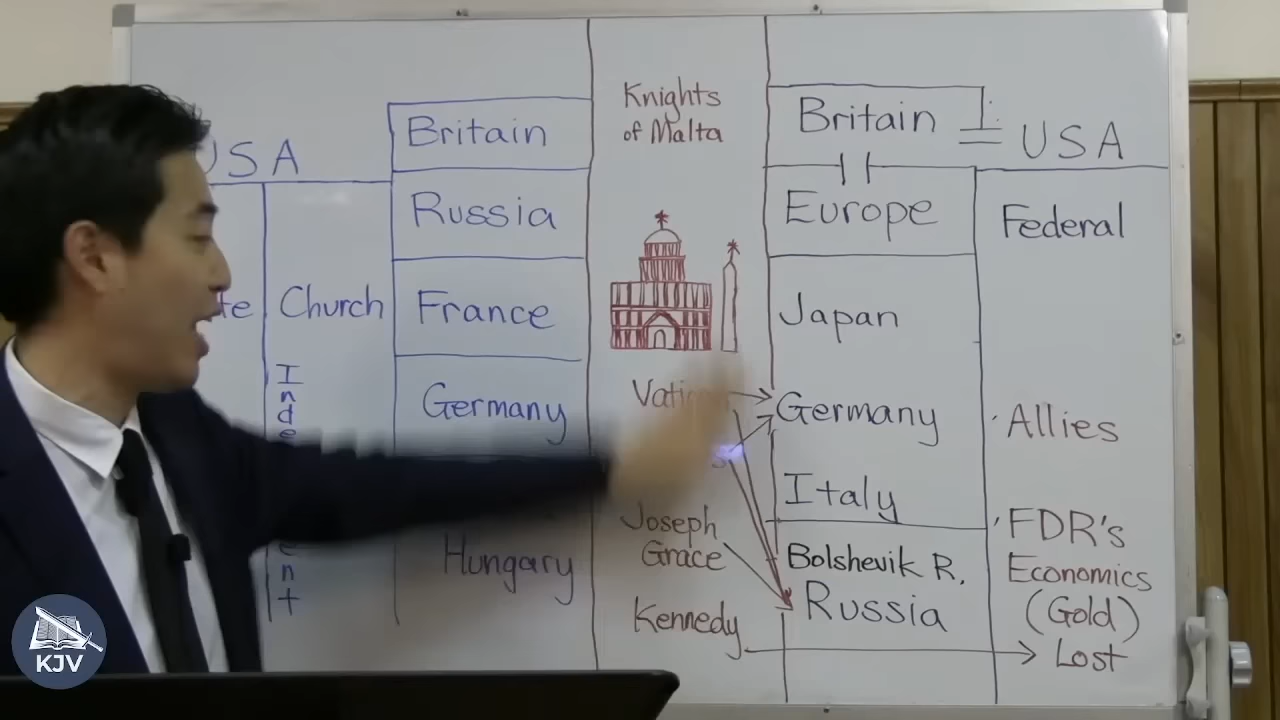 USA
Church
Britain
Russia
France
Germany
Hungary
Knights
of Malta
Joseph
Grace
Kennedy
Britain
Europe
Japan
Germany
Italy
Bolshevik R.
Russia
USA
Federal
Allies
FDR's
Economics
(Gold)
Lost
KJV